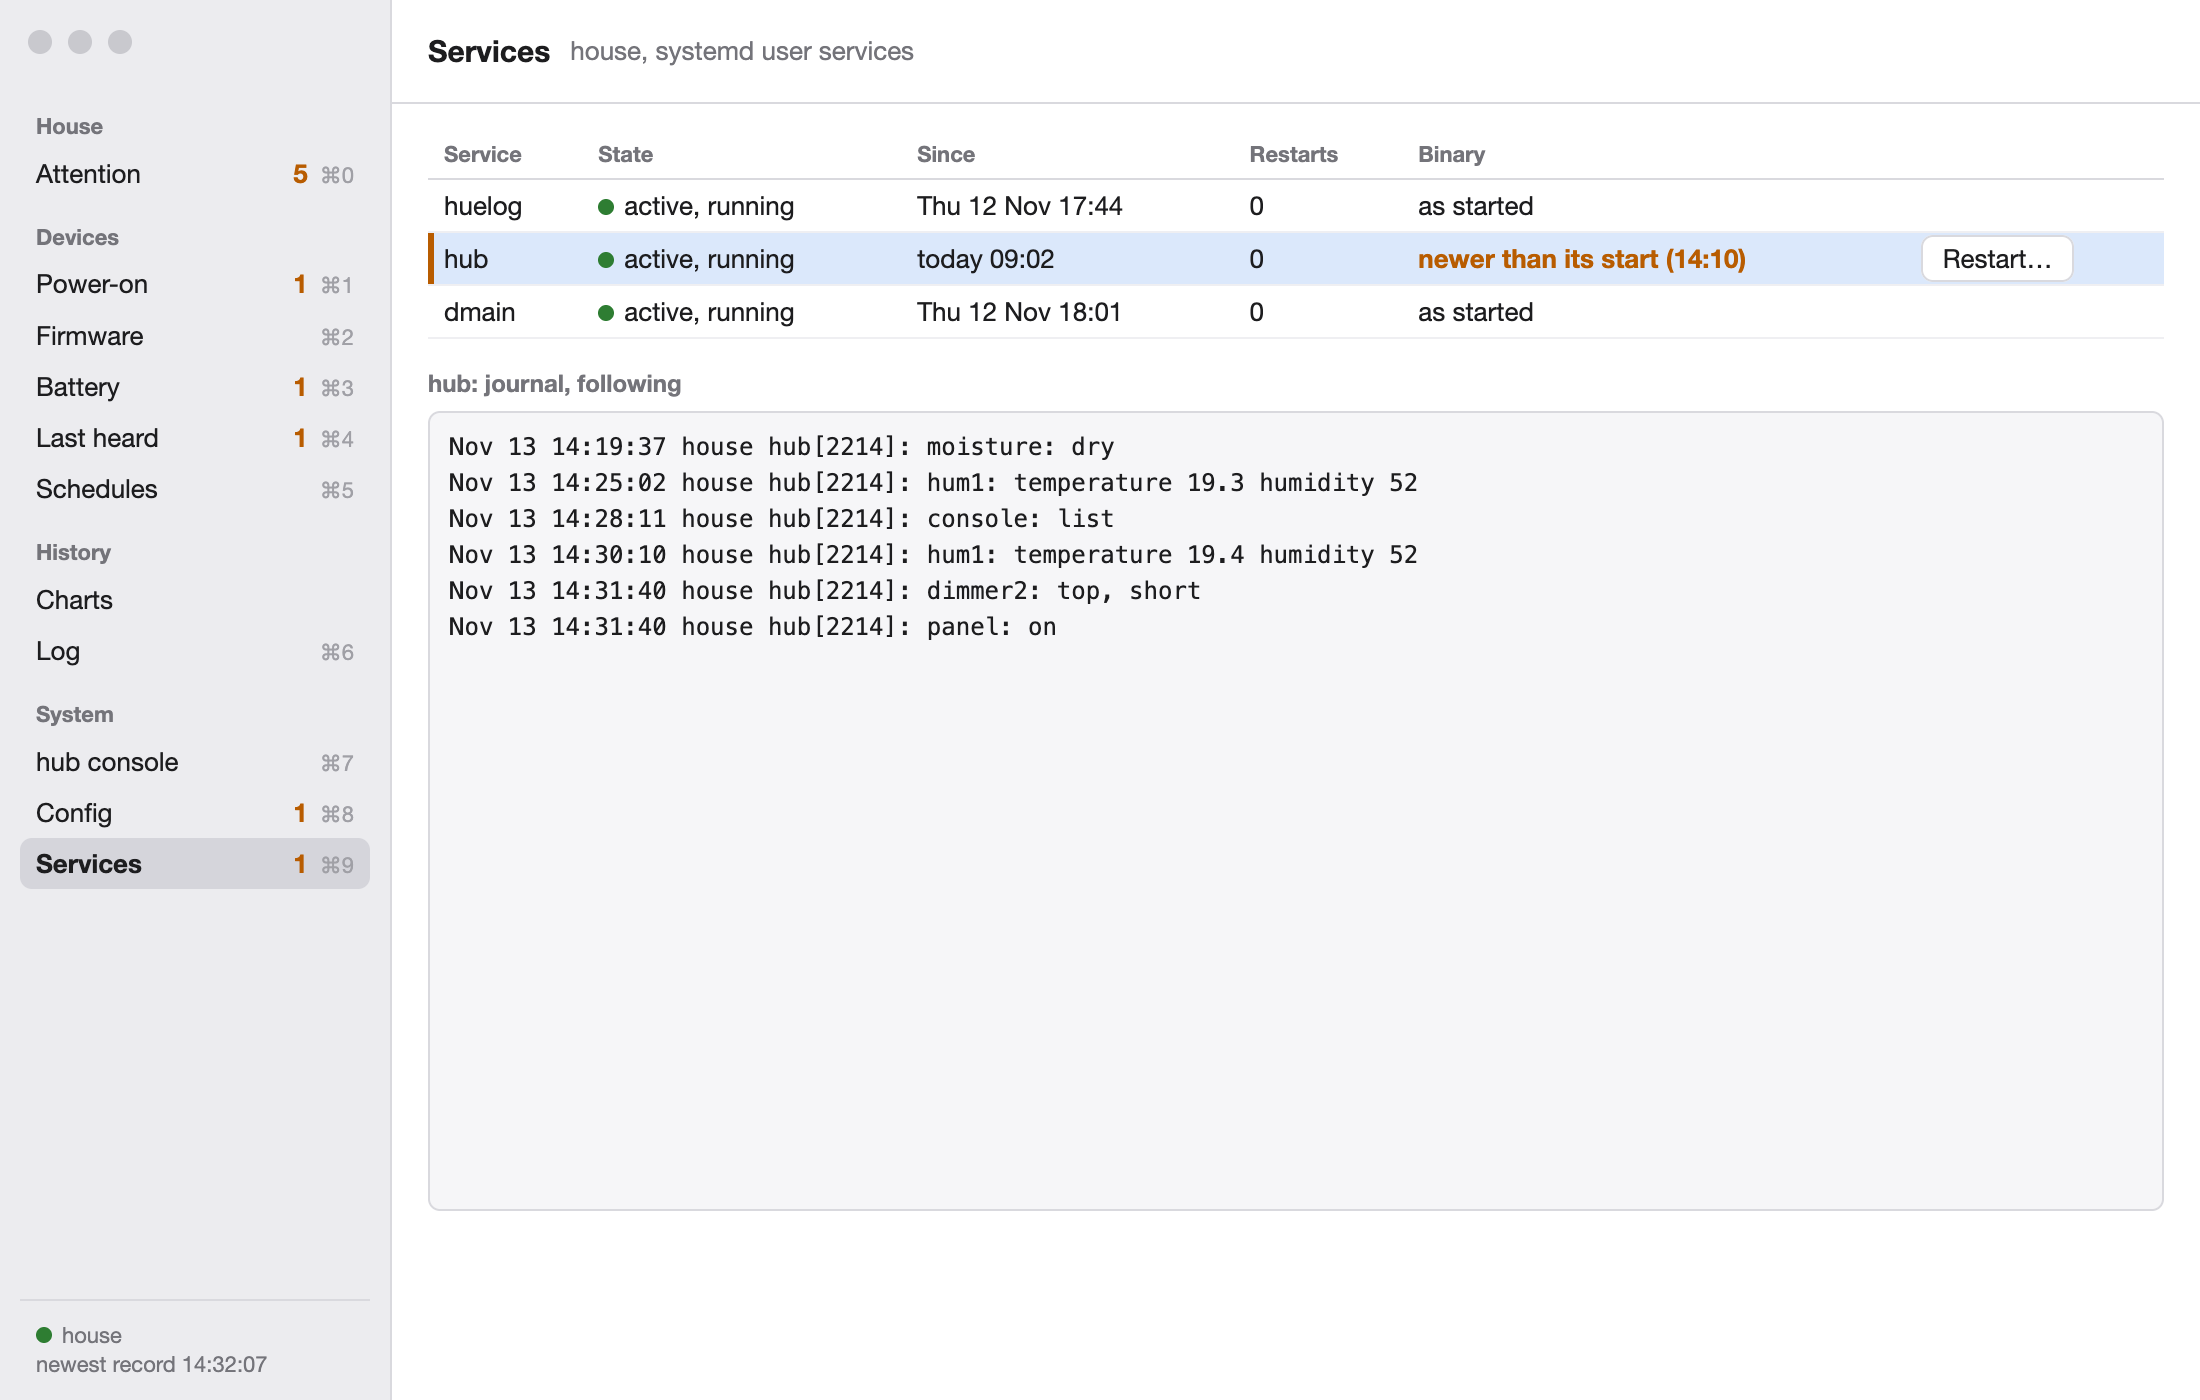 House
Attention 5 ⌘0
Devices
Power-on 1 ⌘1
Firmware ⌘2
Battery 1 ⌘3
Last heard 1 ⌘4
Schedules ⌘5
History
Charts
Log ⌘6
System
hub console ⌘7
Config 1 ⌘8
Services 1 ⌘9
house
newest record 14:32:07
Services house, systemd user services
Service State Since Restarts Binary
huelog active, running Thu 12 Nov 17:44 0 as started
hub active, running today 09:02 0 newer than its start (14:10) Restart…
dmain active, running Thu 12 Nov 18:01 0 as started
hub: journal, following
Nov 13 14:19:37 house hub[2214]: moisture: dry
Nov 13 14:25:02 house hub[2214]: hum1: temperature 19.3 humidity 52
Nov 13 14:28:11 house hub[2214]: console: list
Nov 13 14:30:10 house hub[2214]: hum1: temperature 19.4 humidity 52
Nov 13 14:31:40 house hub[2214]: dimmer2: top, short
Nov 13 14:31:40 house hub[2214]: panel: on